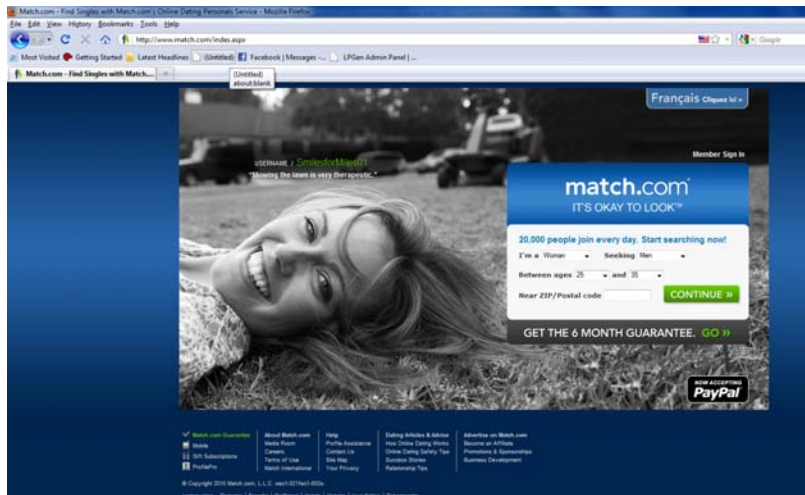 Match.com - Find Singles with Match.com | Online Dating Personals Service - Mozilla Firefox
File Edit View History Bookmarks Tools Help
http://www.match.com/index.aspx
Google
Most Visited Getting Started Latest Headlines (Untitled) Facebook | Messages -... LPGen Admin Panel |...
Match.com - Find Singles with Match....
(Untitled)
about:blank
Français Cliquez ici »
Member Sign In
USERNAME / SmilesforMiles01
"Mowing the lawn is very therapeutic."
match.com
IT'S OKAY TO LOOK™
20,000 people join every day. Start searching now!
I'm a Woman Seeking Men
Between ages 25 and 35
Near ZIP/Postal code
CONTINUE »
GET THE 6 MONTH GUARANTEE. GO »
NOW ACCEPTING
PayPal
Match.com Guarantee
Mobile
Gift Subscriptions
ProfilePro
About Match.com
Media Room
Careers
Terms of Use
Match International
Help
Profile Assistance
Contact Us
Site Map
Your Privacy
Dating Articles & Advice
How Online Dating Works
Online Dating Safety Tips
Success Stories
Relationship Tips
Advertise on Match.com
Become an Affiliate
Promotions & Sponsorships
Business Development
© Copyright 2010 Match.com, L.L.C.